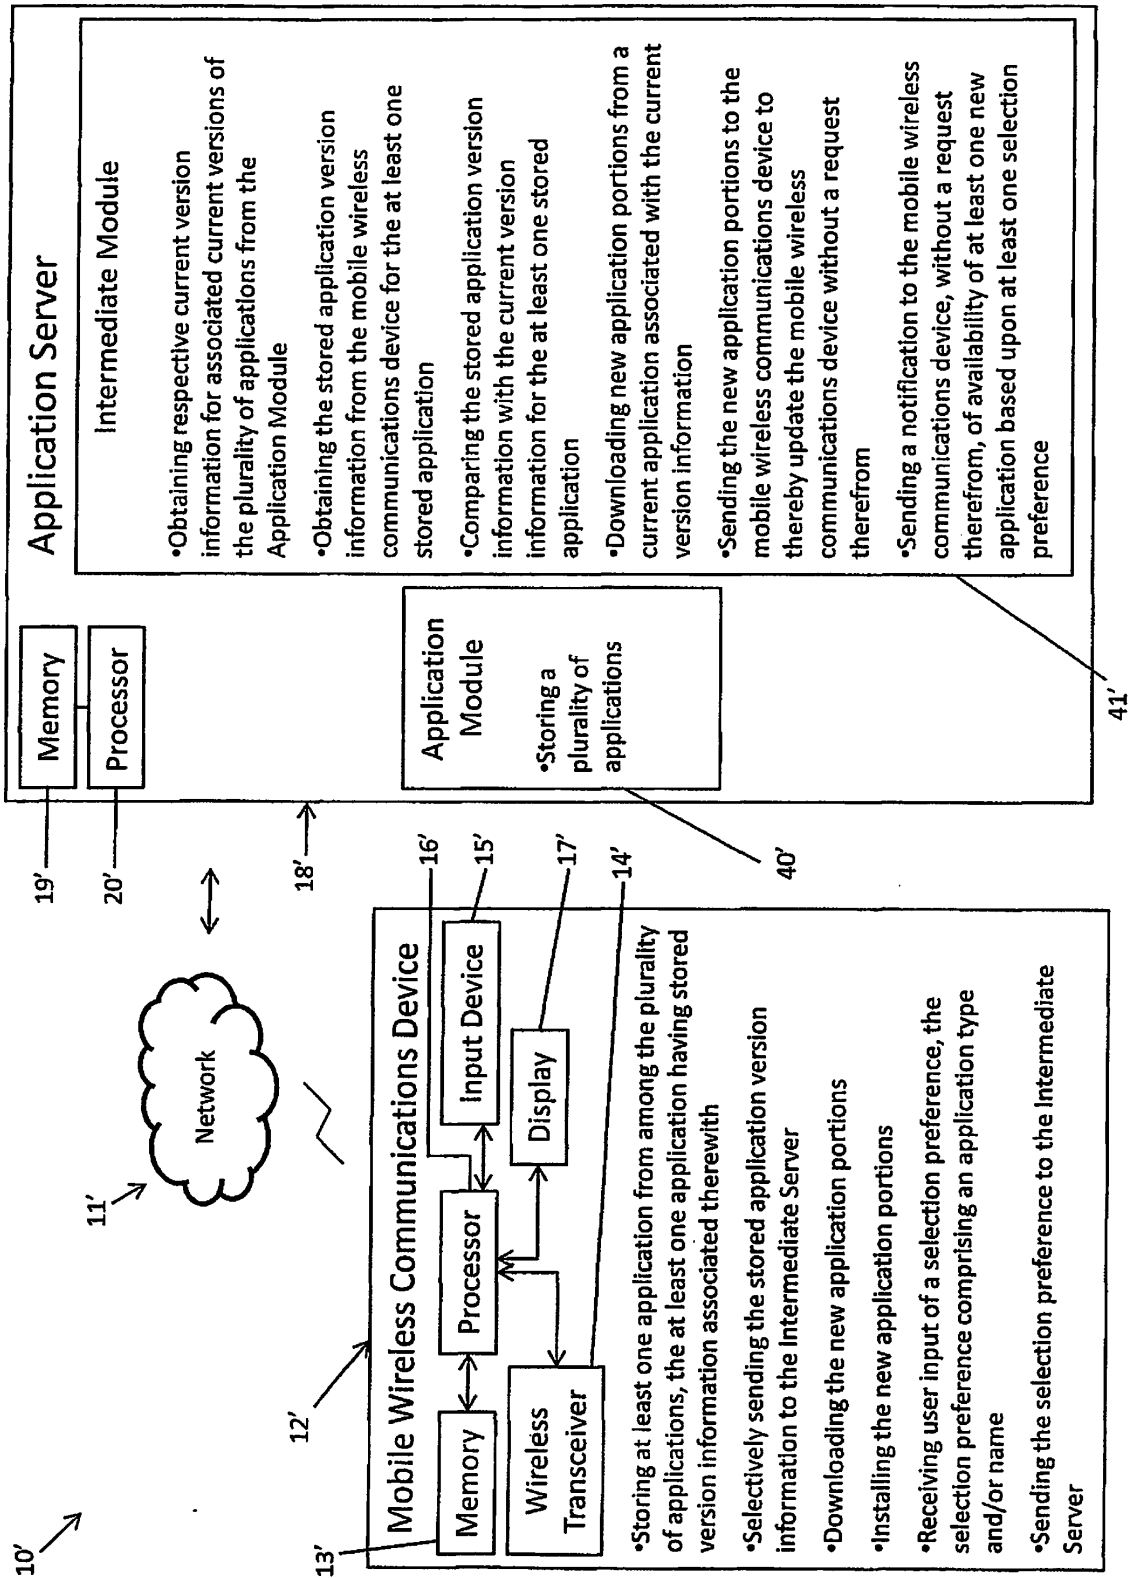 10'
11'
Network
12'
Mobile Wireless Communications Device
13'
Memory
Processor
Input Device
Wireless
Transceiver
Display
16'
15'
17'
14'
•Storing at least one application from among the plurality
of applications, the at least one application having stored
version information associated therewith
•Selectively sending the stored application version
information to the Intermediate Server
•Downloading the new application portions
•Installing the new application portions
•Receiving user input of a selection preference, the
selection preference comprising an application type
and/or name
•Sending the selection preference to the Intermediate
Server
19'
20'
18'
Memory
Processor
Application Server
Application
Module
•Storing a
plurality of
applications
40'
Intermediate Module
•Obtaining respective current version
information for associated current versions of
the plurality of applications from the
Application Module
•Obtaining the stored application version
information from the mobile wireless
communications device for the at least one
stored application
•Comparing the stored application version
information with the current version
information for the at least one stored
application
•Downloading new application portions from a
current application associated with the current
version information
•Sending the new application portions to the
mobile wireless communications device to
thereby update the mobile wireless
communications device without a request
therefrom
•Sending a notification to the mobile wireless
communications device, without a request
therefrom, of availability of at least one new
application based upon at least one selection
preference
41'